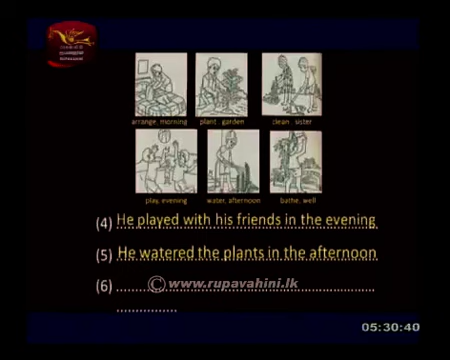 arrange, morning plant, garden clean, sister
play, evening water, afternoon bathe, well
(4) He played with his friends in the evening
(5) He watered the plants in the afternoon
(6) © www.rupavahini.lk
05:30:40